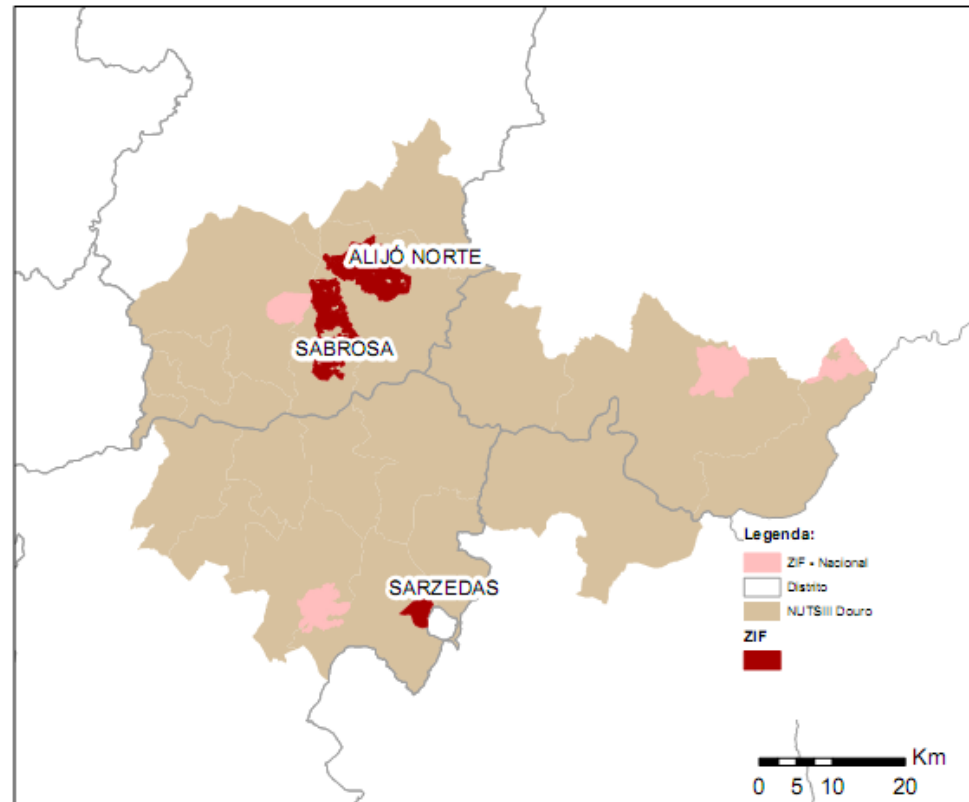 ALIJÓ NORTE
SABROSA
SARZEDAS
Legenda:
ZIF - Nacional
Distrito
NUTSIII Douro
ZIF
Km
0 5 10 20